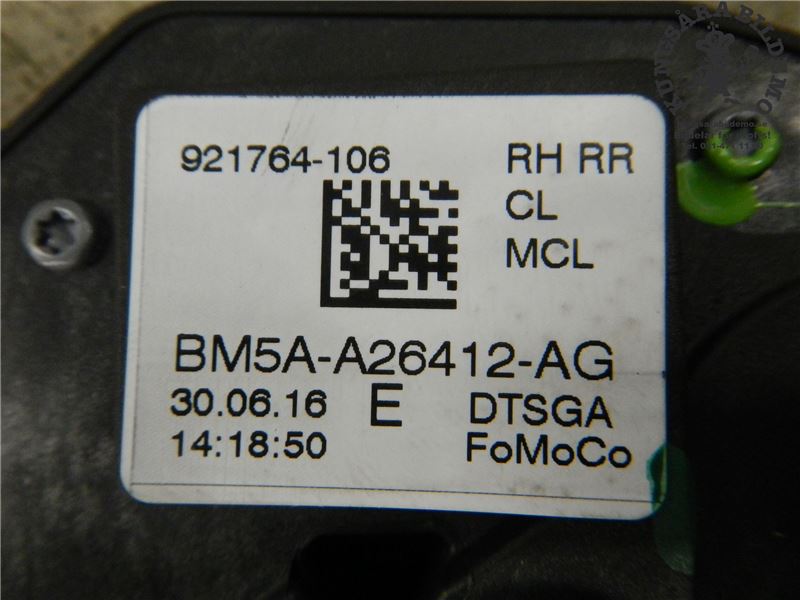 921764-106 RH RR
CL
MCL
BM5A-A26412-AG
30.06.16 E DTSGA
14:18:50 FoMoCo